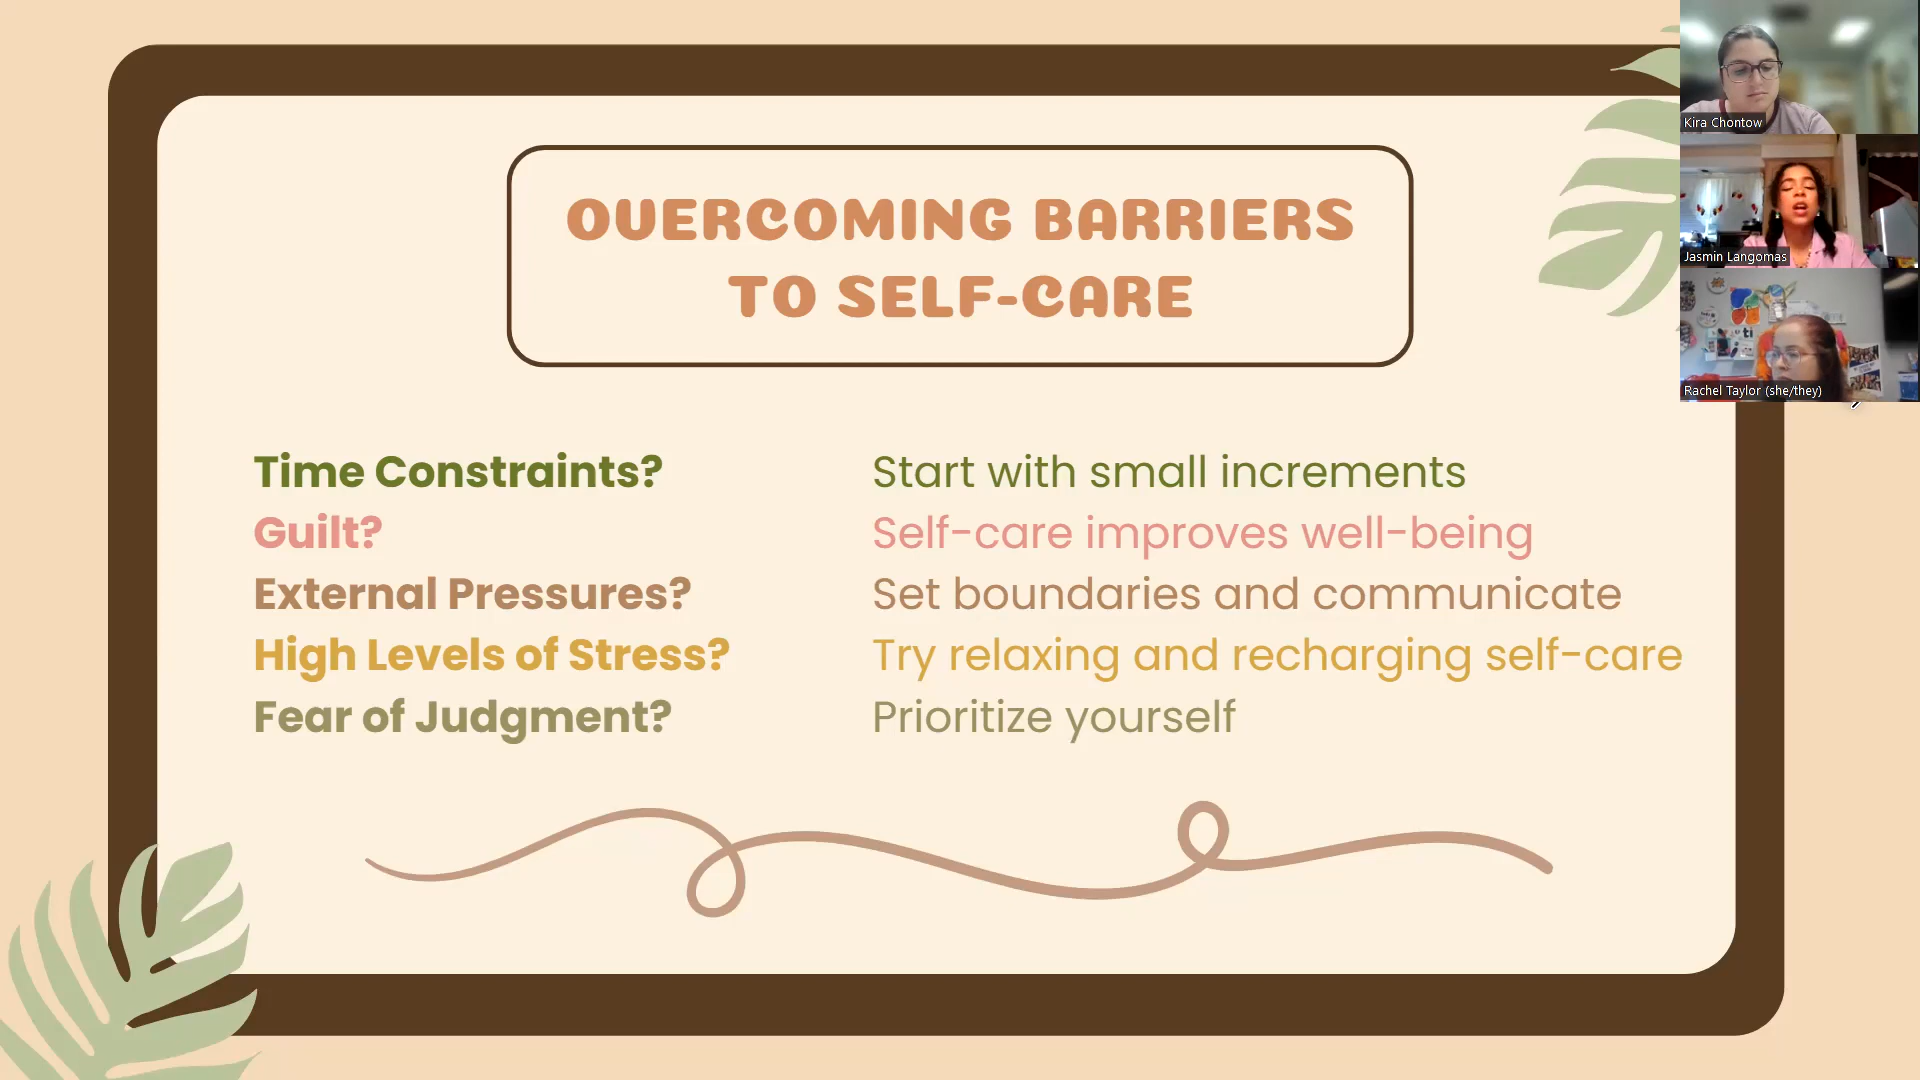 OVERCOMING BARRIERS
TO SELF-CARE
Time Constraints? Start with small increments
Guilt? Self-care improves well-being
External Pressures? Set boundaries and communicate
High Levels of Stress? Try relaxing and recharging self-care
Fear of Judgment? Prioritize yourself
Kira Chontow
Jasmin Langomas
Rachel Taylor (she/they)